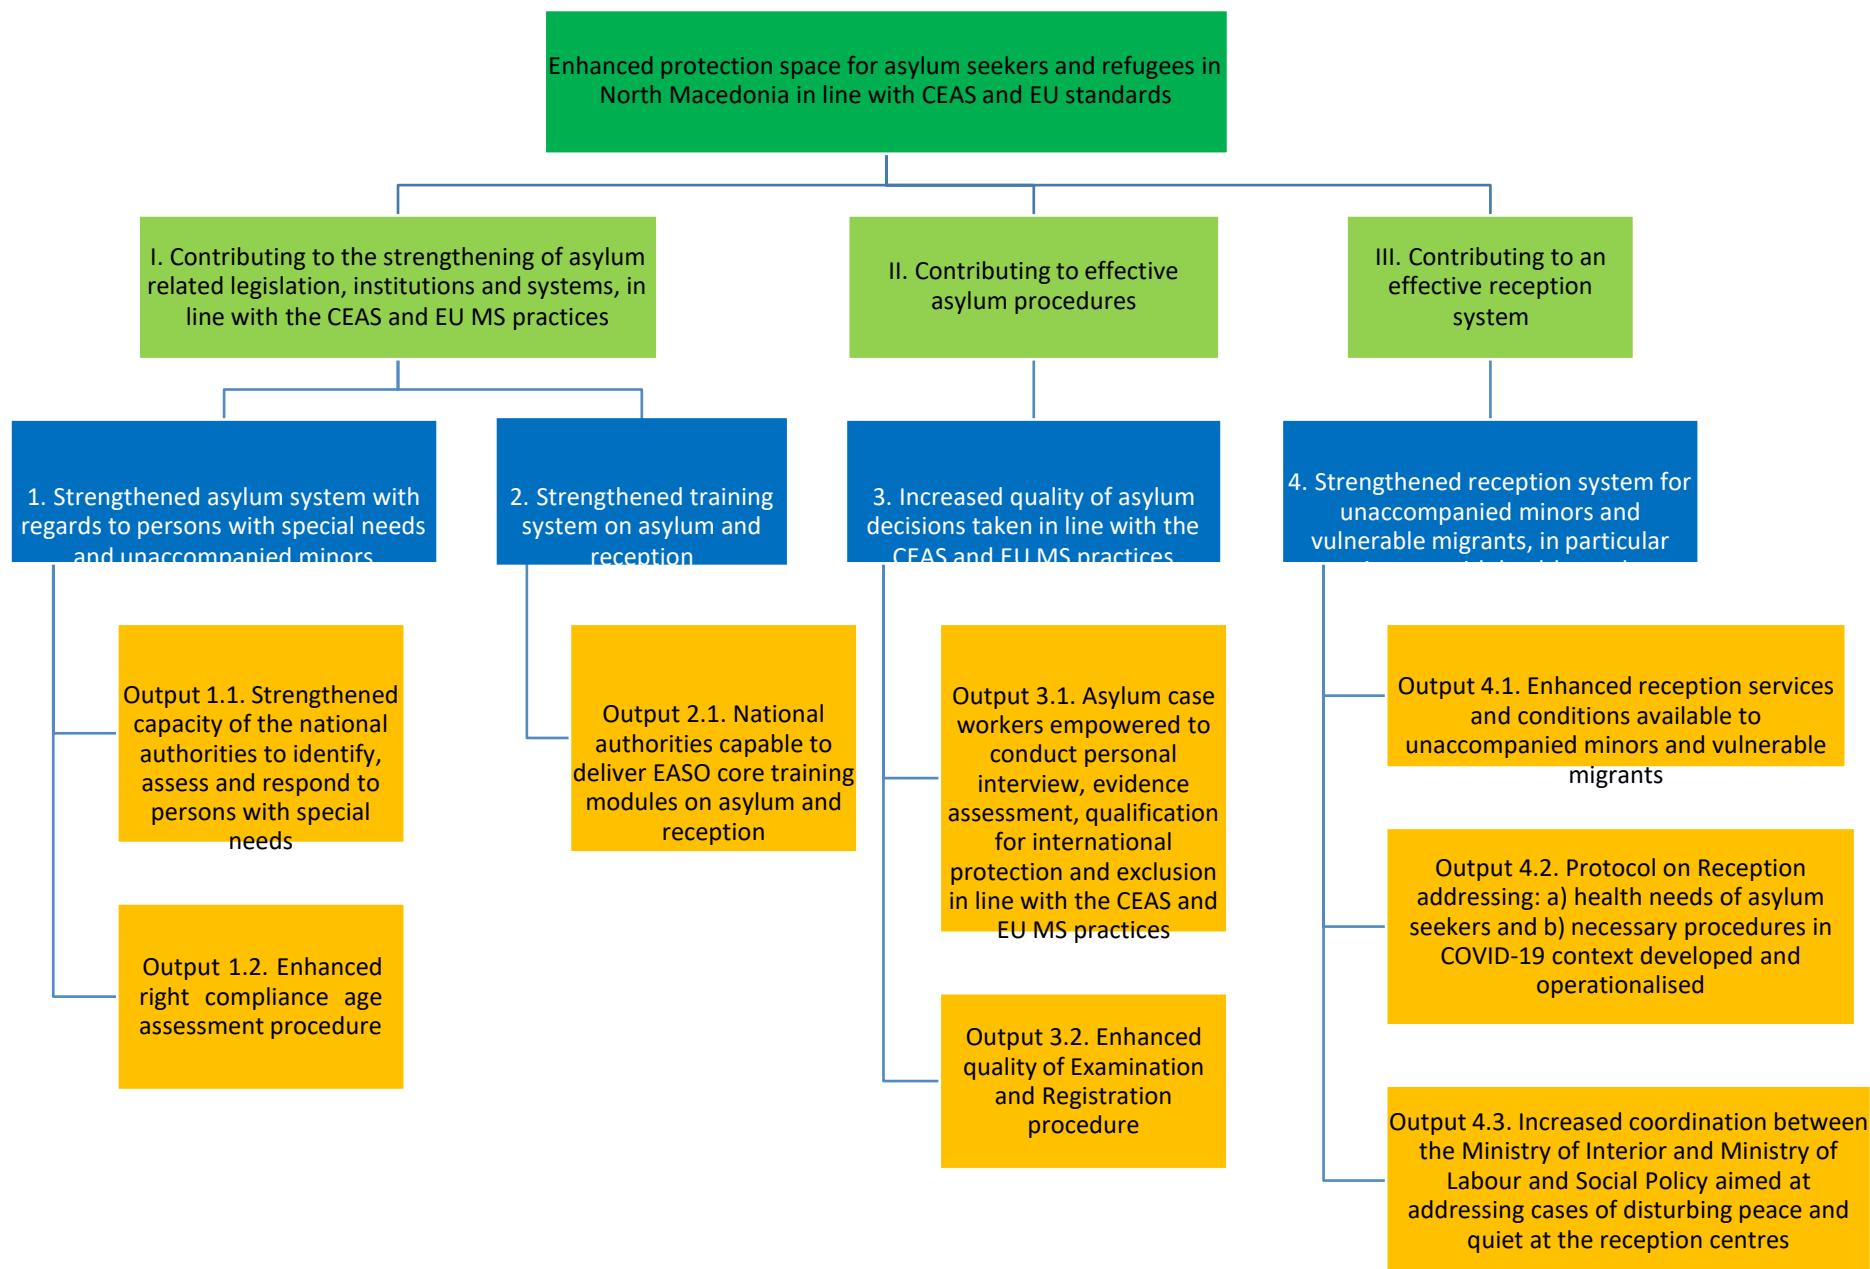 Enhanced protection space for asylum seekers and refugees in
North Macedonia in line with CEAS and EU standards
I. Contributing to the strengthening of asylum
related legislation, institutions and systems, in
line with the CEAS and EU MS practices
II. Contributing to effective
asylum procedures
III. Contributing to an
effective reception
system
1. Strengthened asylum system with
regards to persons with special needs
and unaccompanied minors
2. Strengthened training
system on asylum and
reception
3. Increased quality of asylum
decisions taken in line with the
CEAS and EU MS practices
4. Strengthened reception system for
unaccompanied minors and
vulnerable migrants, in particular
Output 1.1. Strengthened
capacity of the national
authorities to identify,
assess and respond to
persons with special
needs
Output 1.2. Enhanced
right compliance age
assessment procedure
Output 2.1. National
authorities capable to
deliver EASO core training
modules on asylum and
reception
Output 3.1. Asylum case
workers empowered to
conduct personal
interview, evidence
assessment, qualification
for international
protection and exclusion
in line with the CEAS and
EU MS practices
Output 3.2. Enhanced
quality of Examination
and Registration
procedure
Output 4.1. Enhanced reception services
and conditions available to
unaccompanied minors and vulnerable
migrants
Output 4.2. Protocol on Reception
addressing: a) health needs of asylum
seekers and b) necessary procedures in
COVID-19 context developed and
operationalised
Output 4.3. Increased coordination between
the Ministry of Interior and Ministry of
Labour and Social Policy aimed at
addressing cases of disturbing peace and
quiet at the reception centres